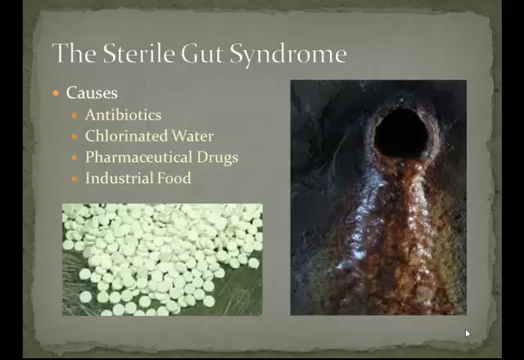 The Sterile Gut Syndrome
Causes
Antibiotics
Chlorinated Water
Pharmaceutical Drugs
Industrial Food